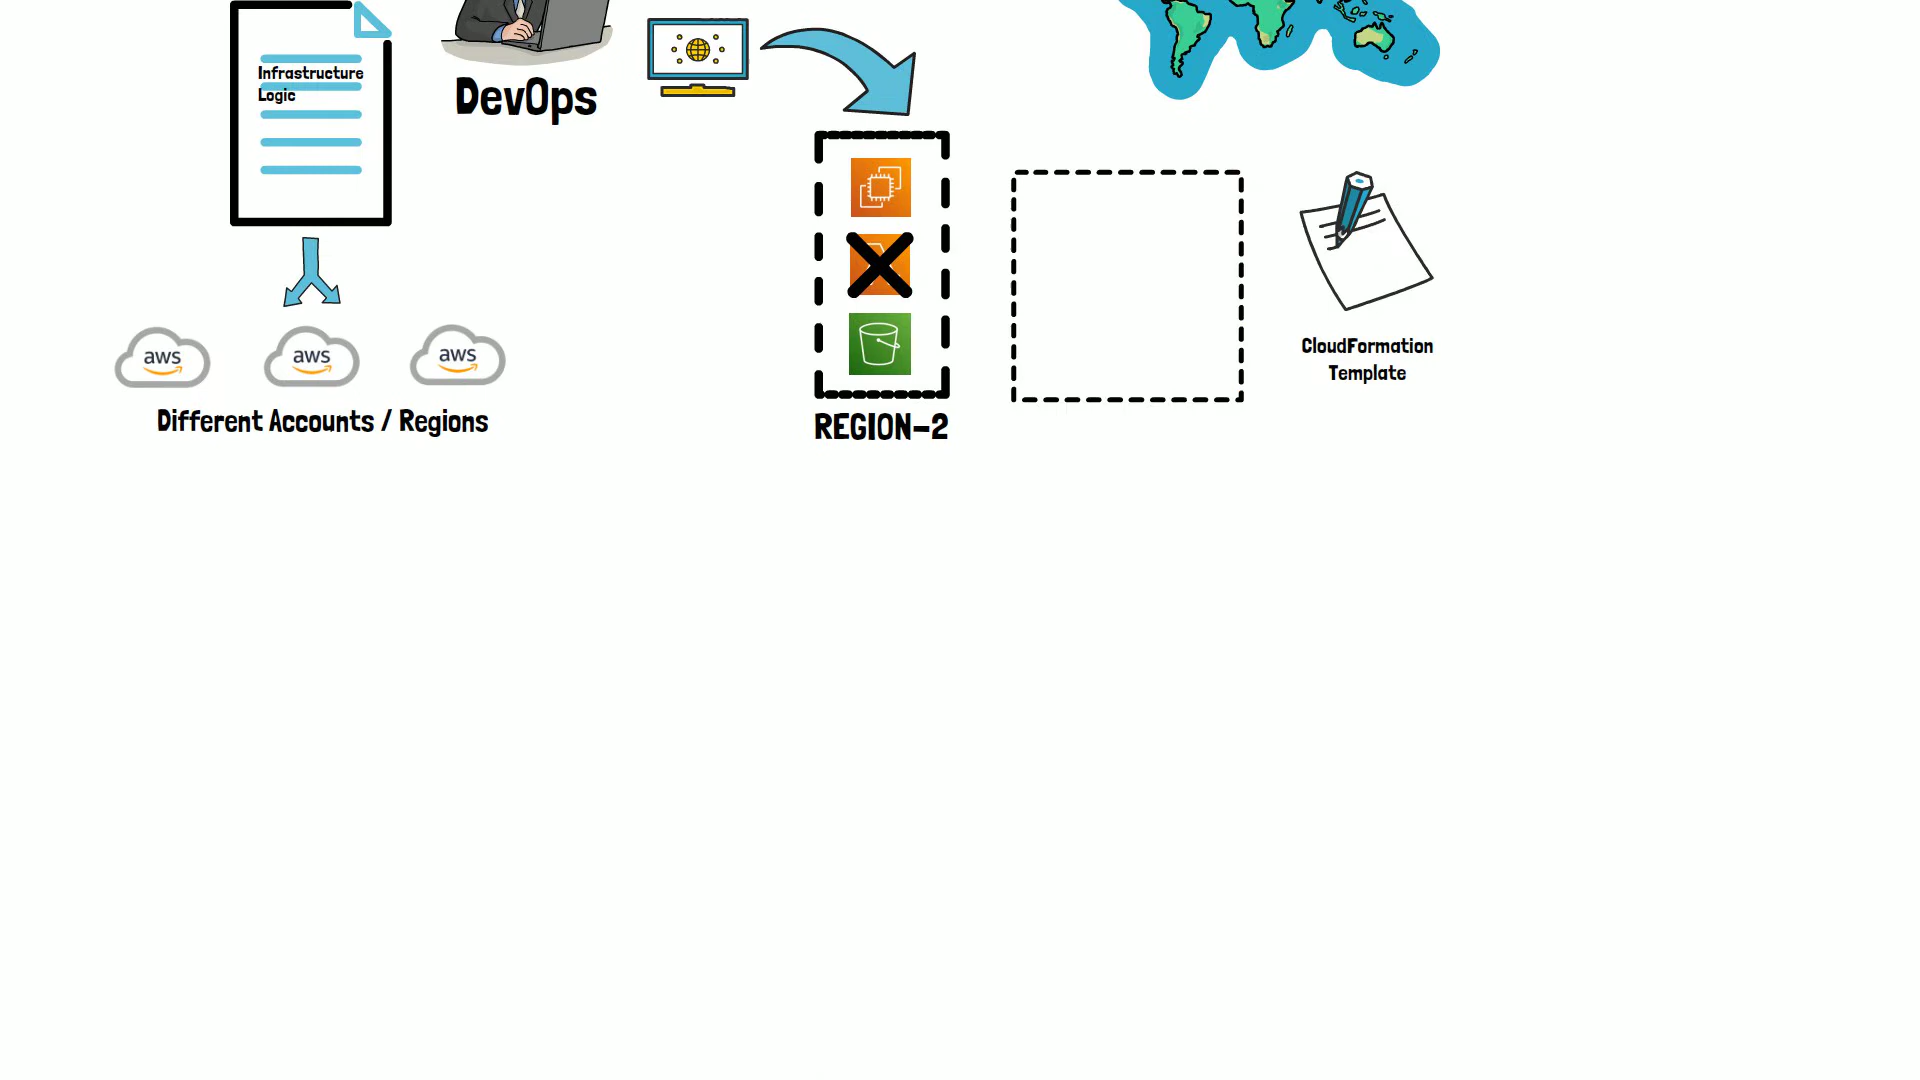 Infrastructure
Logic
DevOps
aws
aws
aws
Different Accounts / Regions
REGION-2
CloudFormation
Template